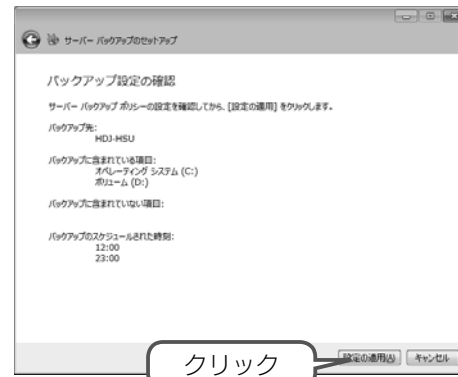 サーバー バックアップのセットアップ
バックアップ設定の確認
サーバー バックアップ ポリシーの設定を確認してから、[設定の適用] をクリックします。
バックアップ先:
HDJ-HSU
バックアップに含まれている項目:
オペレーティング システム (C:)
ボリューム (D:)
バックアップに含まれていない項目:
バックアップのスケジュールされた時刻:
12:00
23:00
設定の適用(A) キャンセル
クリック